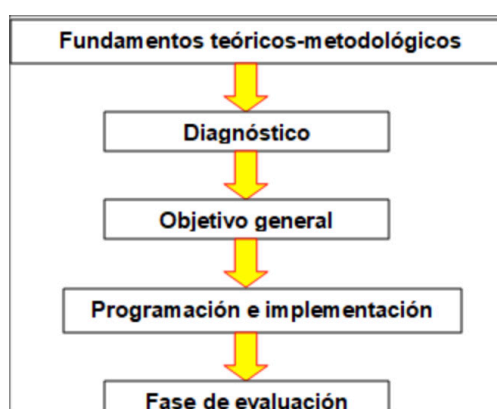 Fundamentos teóricos-metodológicos
Diagnóstico
Objetivo general
Programación e implementación
Fase de evaluación